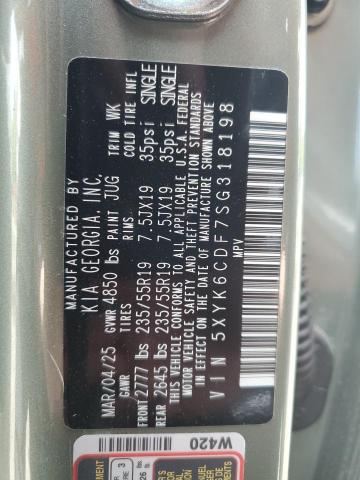 MANUFACTURED BY
KIA GEORGIA, INC.
MAR/04/25 GVWR 4850 lbs PAINT JUG TRIM WK
GAWR TIRES RIMS COLD TIRE INFL
FRONT 2777 lbs 235/55R19 7.5JX19 35psi SINGLE
REAR 2645 lbs 235/55R19 7.5JX19 35psi SINGLE
THIS VEHICLE CONFORMS TO ALL APPLICABLE U.S.A. FEDERAL
MOTOR VEHICLE SAFETY AND THEFT PREVENTION STANDARDS
IN EFFECT ON THE DATE OF MANUFACTURE SHOWN ABOVE.
VIN 5XYK6CDF7SG318198
MPV
W420
3